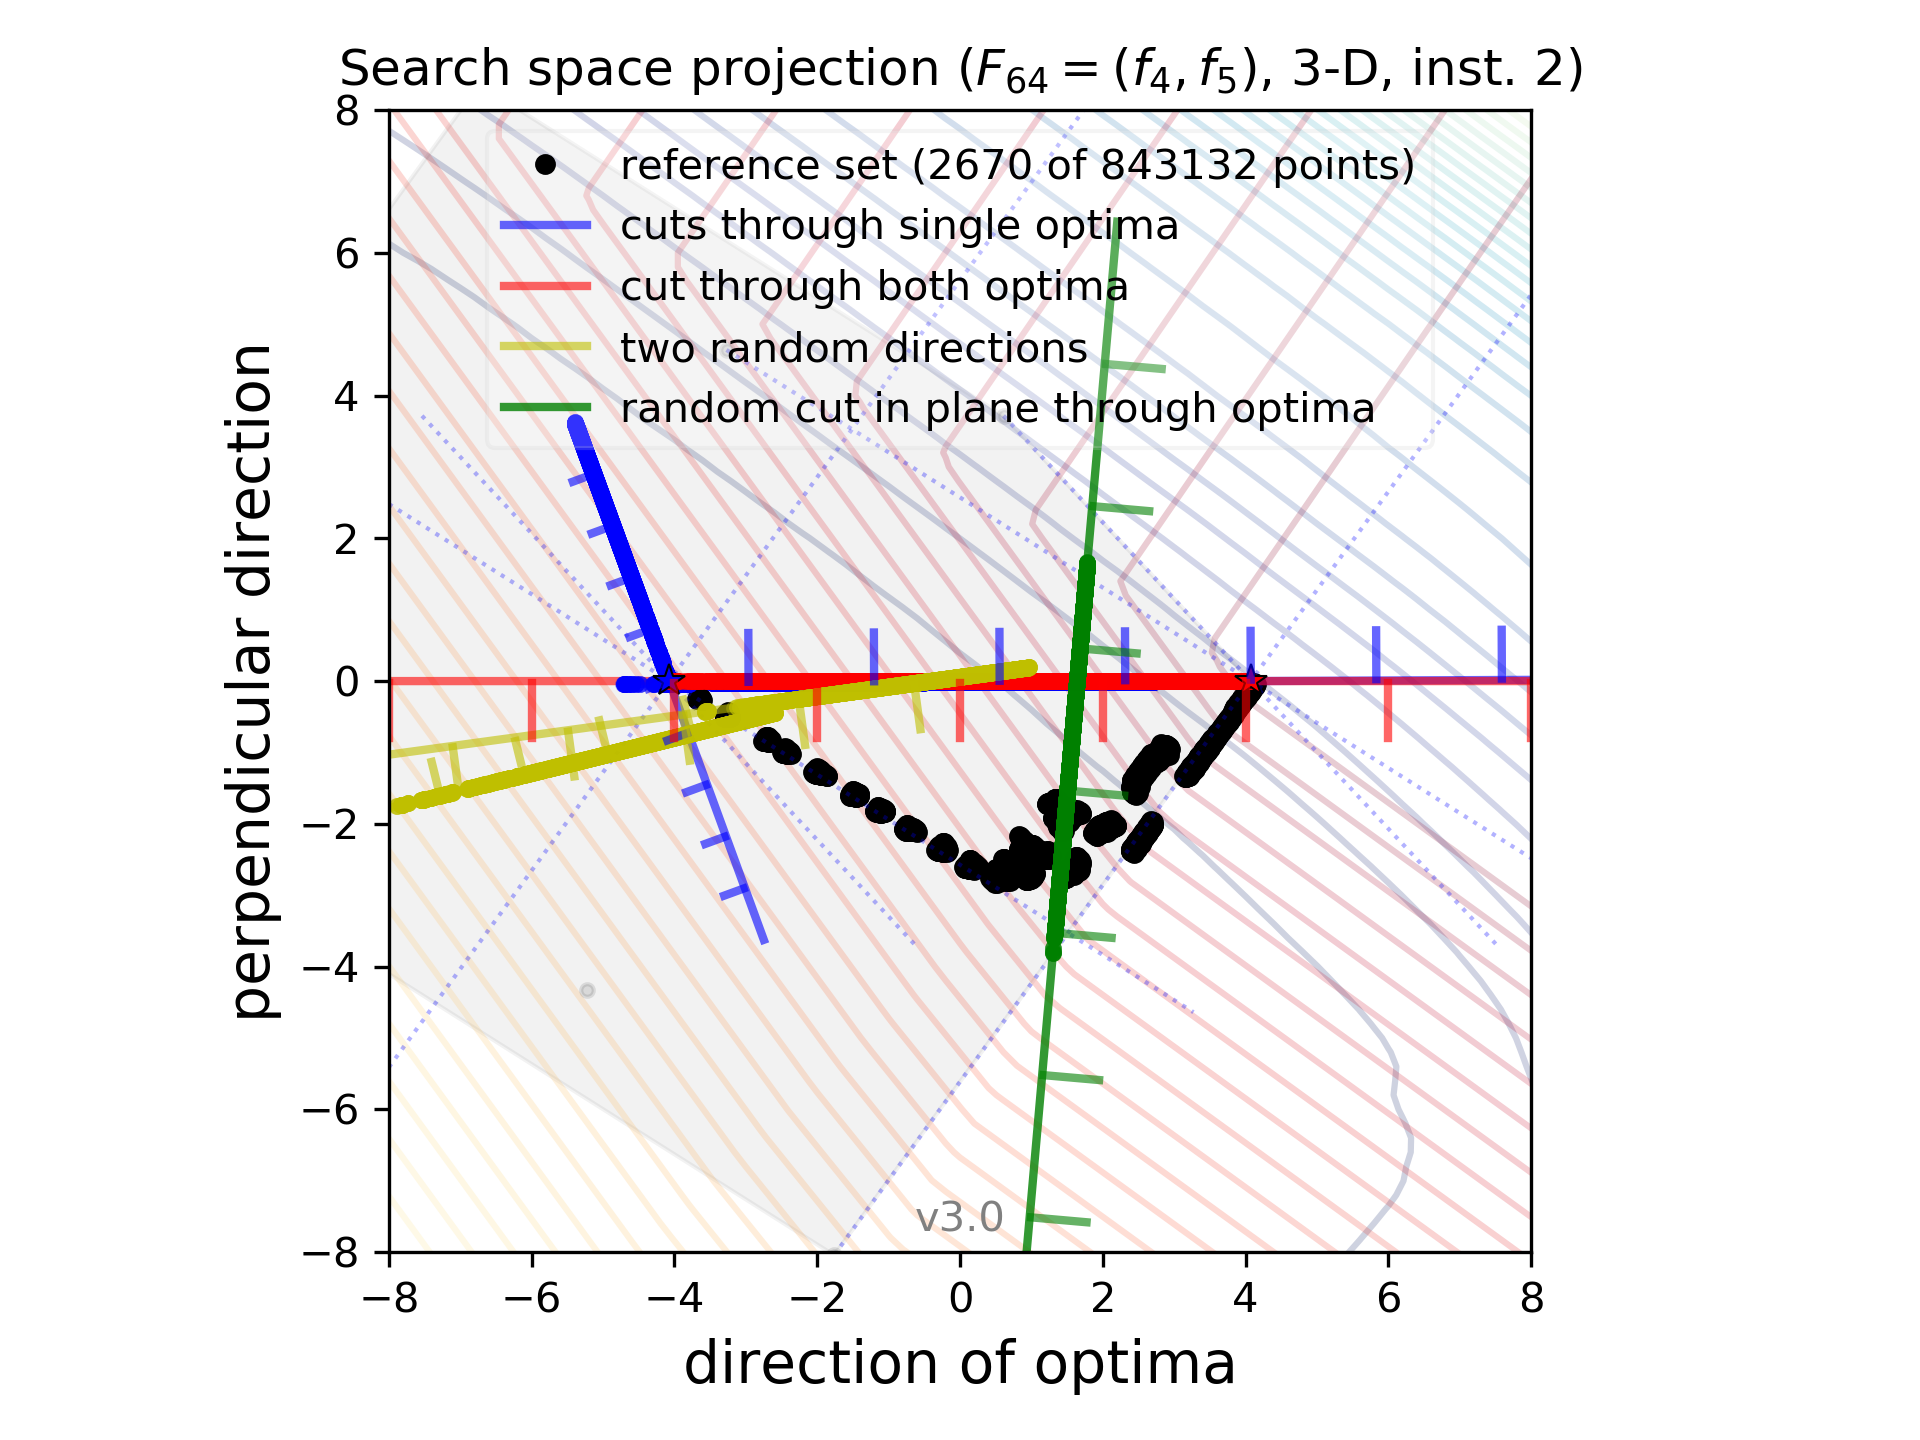 Search space projection (F64 = (f4, f5), 3-D, inst. 2)
8
6
4
2
0
−2
−4
−6
−8
perpendicular direction
reference set (2670 of 843132 points)
cuts through single optima
cut through both optima
two random directions
random cut in plane through optima
v3.0
−8 −6 −4 −2 0 2 4 6 8
direction of optima